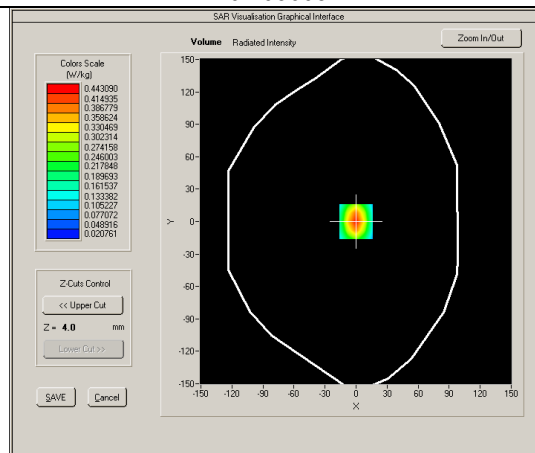 SAR Visualisation Graphical Interface
Volume Radiated Intensity
Zoom In/Out
Colors Scale
(W/kg)
0.443090
0.414935
0.386779
0.358624
0.330469
0.302314
0.274158
0.246003
0.217848
0.189693
0.161537
0.133382
0.105227
0.077072
0.048916
0.020761
Z-Cuts Control
<< Upper Cut
Z = 4.0 mm
Lower Cut >>
SAVE
Cancel
150
120
90
60
30
0
-30
-60
-90
-120
-150
Y
-150 -120 -90 -60 -30 0 30 60 90 120 150
X